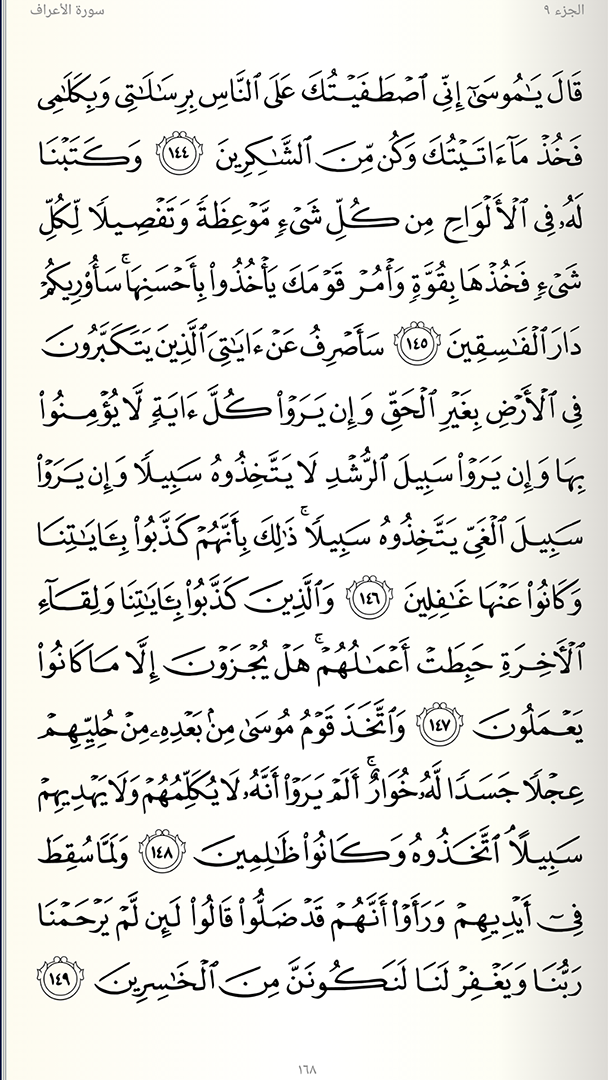 الجزء ٩
سورة الأعراف
قَالَ يَـٰمُوسَىٰٓ إِنِّى ٱصْطَفَيْتُكَ عَلَى ٱلنَّاسِ بِرِسَـٰلَـٰتِى وَبِكَلَـٰمِى
فَخُذْ مَآ ءَاتَيْتُكَ وَكُن مِّنَ ٱلشَّـٰكِرِينَ ١٤٤ وَكَتَبْنَا
لَهُۥ فِى ٱلْأَلْوَاحِ مِن كُلِّ شَىْءٍ مَّوْعِظَةً وَتَفْصِيلًا لِّكُلِّ
شَىْءٍ فَخُذْهَا بِقُوَّةٍ وَأْمُرْ قَوْمَكَ يَأْخُذُوا۟ بِأَحْسَنِهَا ۚ سَأُو۟رِيكُمْ
دَارَ ٱلْفَـٰسِقِينَ ١٤٥ سَأَصْرِفُ عَنْ ءَايَـٰتِىَ ٱلَّذِينَ يَتَكَبَّرُونَ
فِى ٱلْأَرْضِ بِغَيْرِ ٱلْحَقِّ وَإِن يَرَوْا۟ كُلَّ ءَايَةٍ لَّا يُؤْمِنُوا۟
بِهَا وَإِن يَرَوْا۟ سَبِيلَ ٱلرُّشْدِ لَا يَتَّخِذُوهُ سَبِيلًا وَإِن يَرَوْا۟
سَبِيلَ ٱلْغَىِّ يَتَّخِذُوهُ سَبِيلًا ۚ ذَٰلِكَ بِأَنَّهُمْ كَذَّبُوا۟ بِـَٔايَـٰتِنَا
وَكَانُوا۟ عَنْهَا غَـٰفِلِينَ ١٤٦ وَٱلَّذِينَ كَذَّبُوا۟ بِـَٔايَـٰتِنَا وَلِقَآءِ
ٱلْـَٔاخِرَةِ حَبِطَتْ أَعْمَـٰلُهُمْ ۚ هَلْ يُجْزَوْنَ إِلَّا مَا كَانُوا۟
يَعْمَلُونَ ١٤٧ وَٱتَّخَذَ قَوْمُ مُوسَىٰ مِنۢ بَعْدِهِۦ مِنْ حُلِيِّهِمْ
عِجْلًا جَسَدًا لَّهُۥ خُوَارٌ ۚ أَلَمْ يَرَوْا۟ أَنَّهُۥ لَا يُكَلِّمُهُمْ وَلَا يَهْدِيهِمْ
سَبِيلًا ۘ ٱتَّخَذُوهُ وَكَانُوا۟ ظَـٰلِمِينَ ١٤٨ وَلَمَّا سُقِطَ
فِىٓ أَيْدِيهِمْ وَرَأَوْا۟ أَنَّهُمْ قَدْ ضَلُّوا۟ قَالُوا۟ لَئِن لَّمْ يَرْحَمْنَا
رَبُّنَا وَيَغْفِرْ لَنَا لَنَكُونَنَّ مِنَ ٱلْخَـٰسِرِينَ ١٤٩
١٦٨